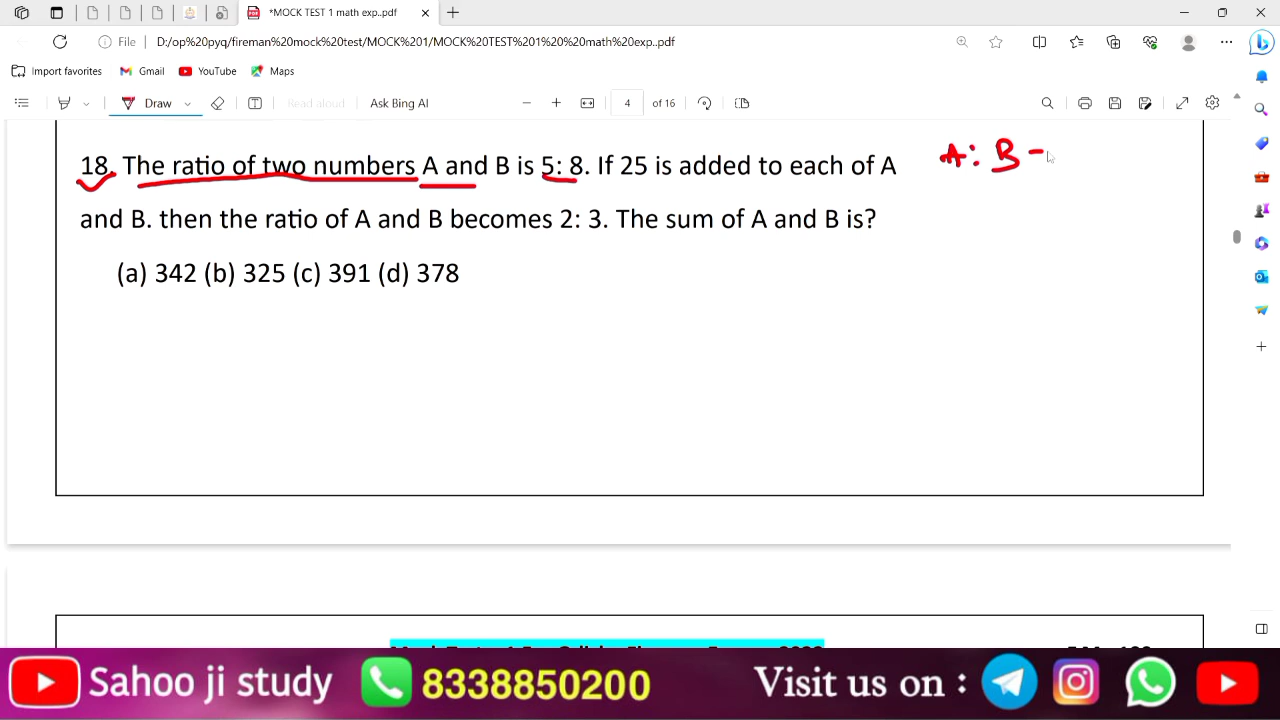 *MOCK TEST 1 math exp..pdf
File D:/op%20pyq/fireman%20mock%20test/MOCK%201/MOCK%20TEST%201%20%20math%20exp..pdf
Import favorites Gmail YouTube Maps
Draw Read aloud Ask Bing AI 4 of 16
18. The ratio of two numbers A and B is 5: 8. If 25 is added to each of A
A: B -
and B. then the ratio of A and B becomes 2: 3. The sum of A and B is?
(a) 342 (b) 325 (c) 391 (d) 378
Sahoo ji study 8338850200 Visit us on :